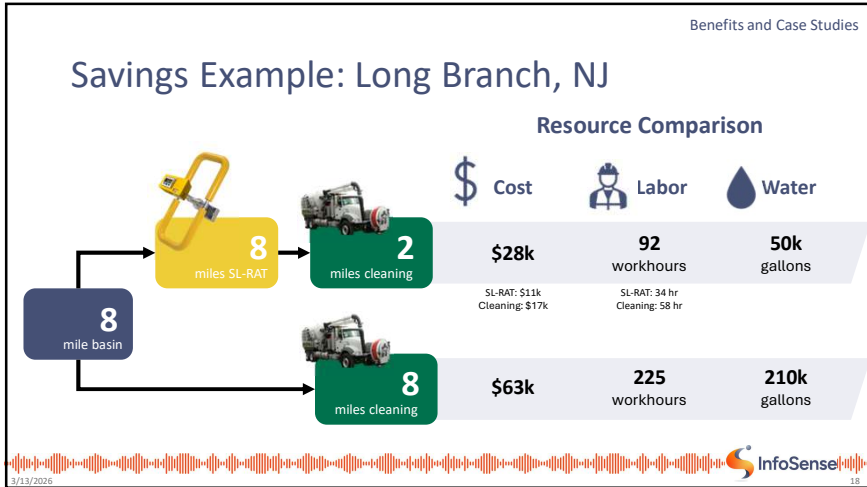 Benefits and Case Studies
Savings Example: Long Branch, NJ
Resource Comparison
$ Cost
Labor
Water
8
miles SL-RAT
2
miles cleaning
$28k
92
workhours
50k
gallons
SL-RAT: $11k
Cleaning: $17k
SL-RAT: 34 hr
Cleaning: 58 hr
8
mile basin
8
miles cleaning
$63k
225
workhours
210k
gallons
InfoSense
3/13/2026
18